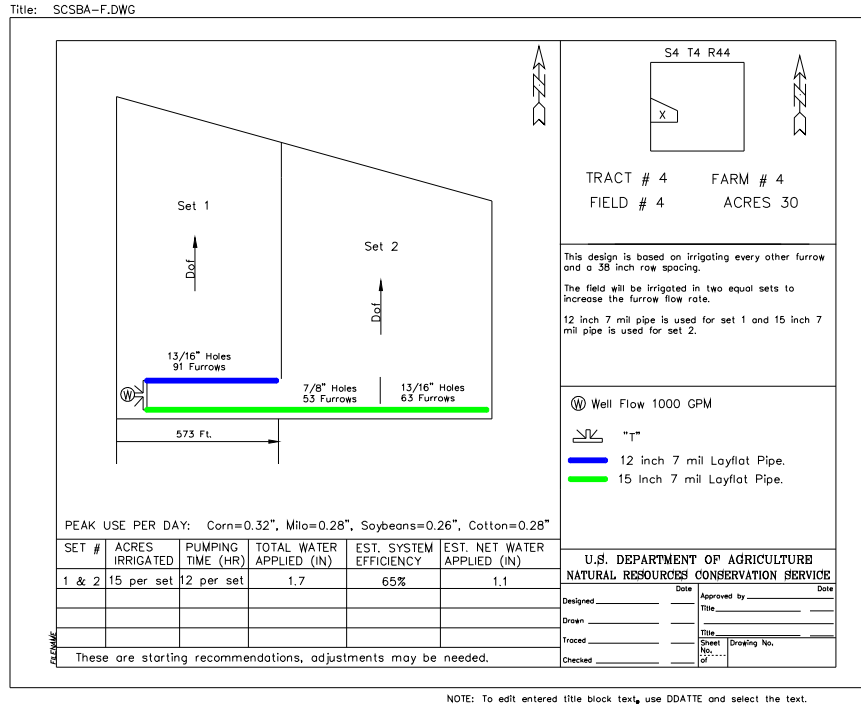 Title: SCSBA-F.DWG
Set 1
Dof
Set 2
Dof
13/16" Holes
91 Furrows
7/8" Holes
53 Furrows
13/16" Holes
63 Furrows
W
573 Ft.
N
PEAK USE PER DAY: Corn=0.32", Milo=0.28", Soybeans=0.26", Cotton=0.28"
SET # ACRES IRRIGATED PUMPING TIME (HR) TOTAL WATER APPLIED (IN) EST. SYSTEM EFFICIENCY EST. NET WATER APPLIED (IN)
1 & 2 15 per set 12 per set 1.7 65% 1.1
These are starting recommendations, adjustments may be needed.
FILENAME
S4 T4 R44
X
N
TRACT # 4 FARM # 4
FIELD # 4 ACRES 30
This design is based on irrigating every other furrow
and a 38 inch row spacing.
The field will be irrigated in two equal sets to
increase the furrow flow rate.
12 inch 7 mil pipe is used for set 1 and 15 inch 7
mil pipe is used for set 2.
W Well Flow 1000 GPM
"T"
12 inch 7 mil Layflat Pipe.
15 Inch 7 mil Layflat Pipe.
U.S. DEPARTMENT OF AGRICULTURE
NATURAL RESOURCES CONSERVATION SERVICE
Date
Designed
Drawn
Traced
Checked
Date
Approved by
Title
Title
Sheet No. of
Drawing No.
NOTE: To edit entered title block text, use DDATTE and select the text.